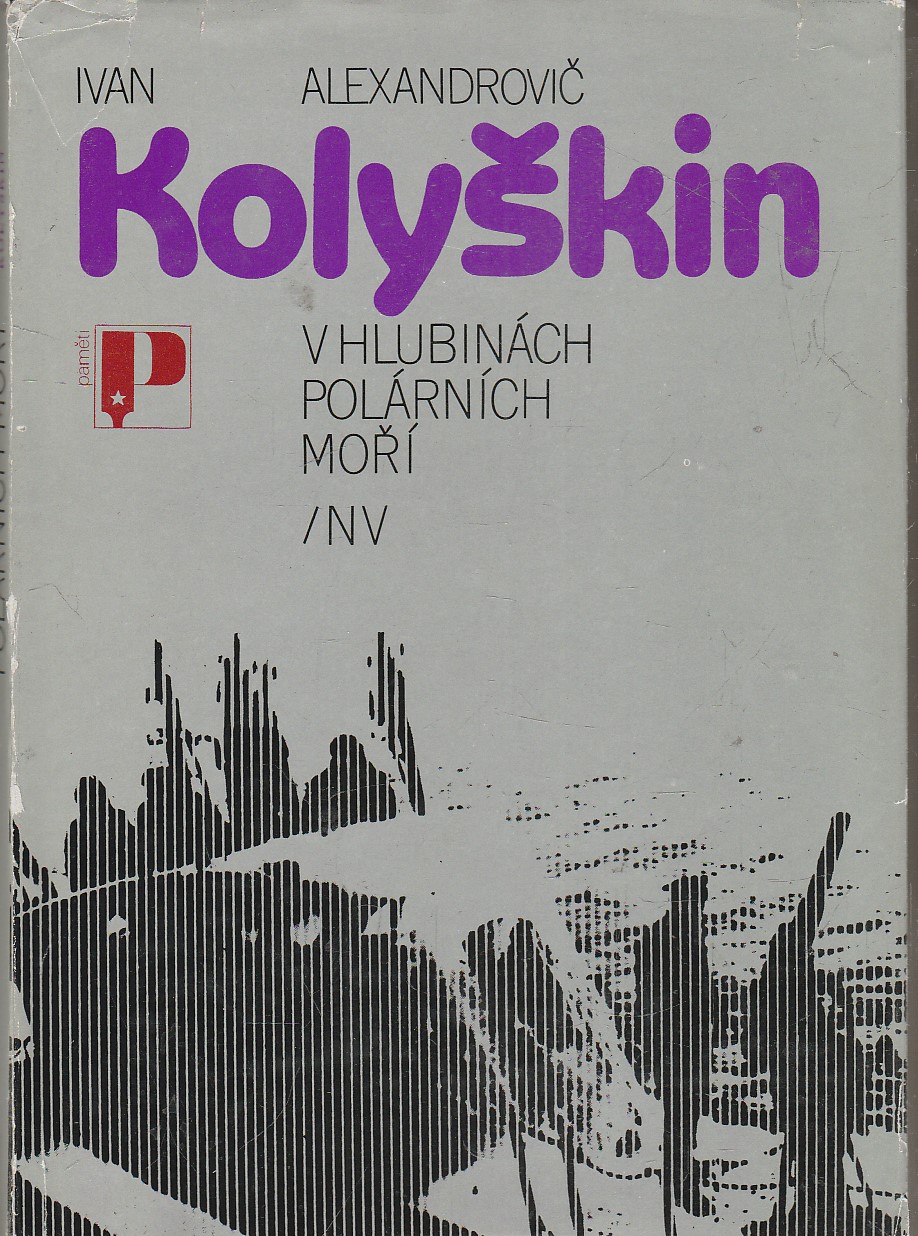 IVAN ALEXANDROVIČ
Kolyškin
paměti
P
V HLUBINÁCH
POLÁRNÍCH
MOŘÍ
/NV